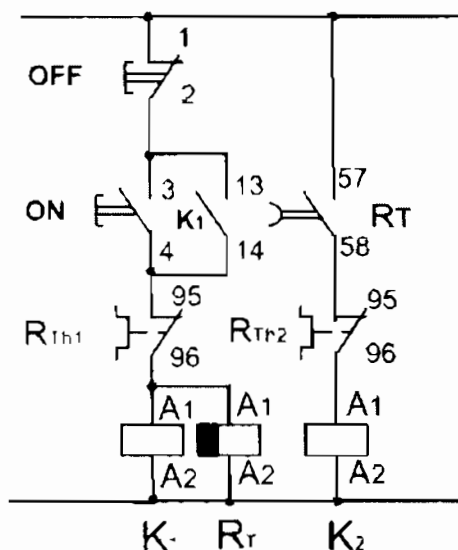 1
OFF
2
3 13 57
ON K1 RT
4 14 58
95 95
RTh1 RTh2
96 96
A1 A1 A1
A2 A2 A2
K RT K2